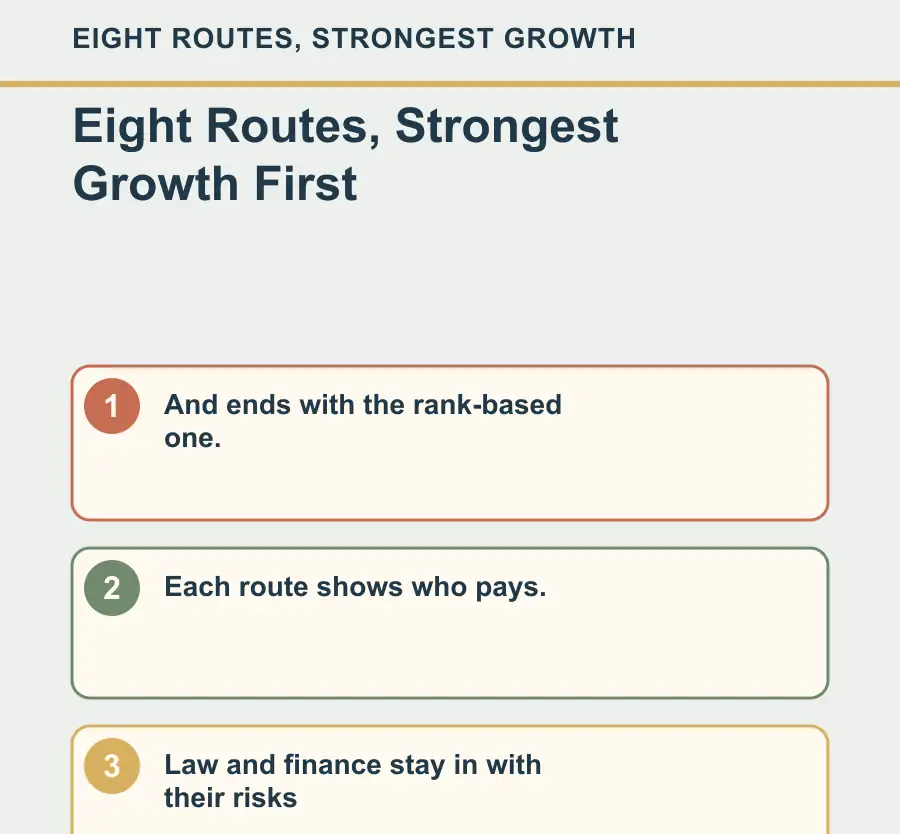 EIGHT ROUTES, STRONGEST GROWTH
Eight Routes, Strongest
Growth First
1
And ends with the rank-based
one.
2
Each route shows who pays.
3
Law and finance stay in with
their risks